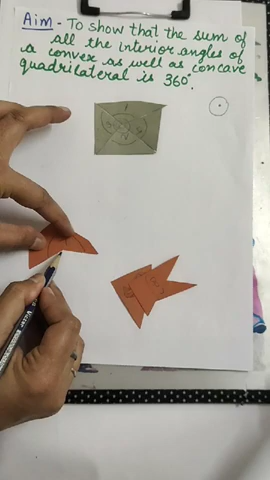 Aim - To show that the sum of
all the interior angles of
a convex as well as concave
quadrilateral is 360°.